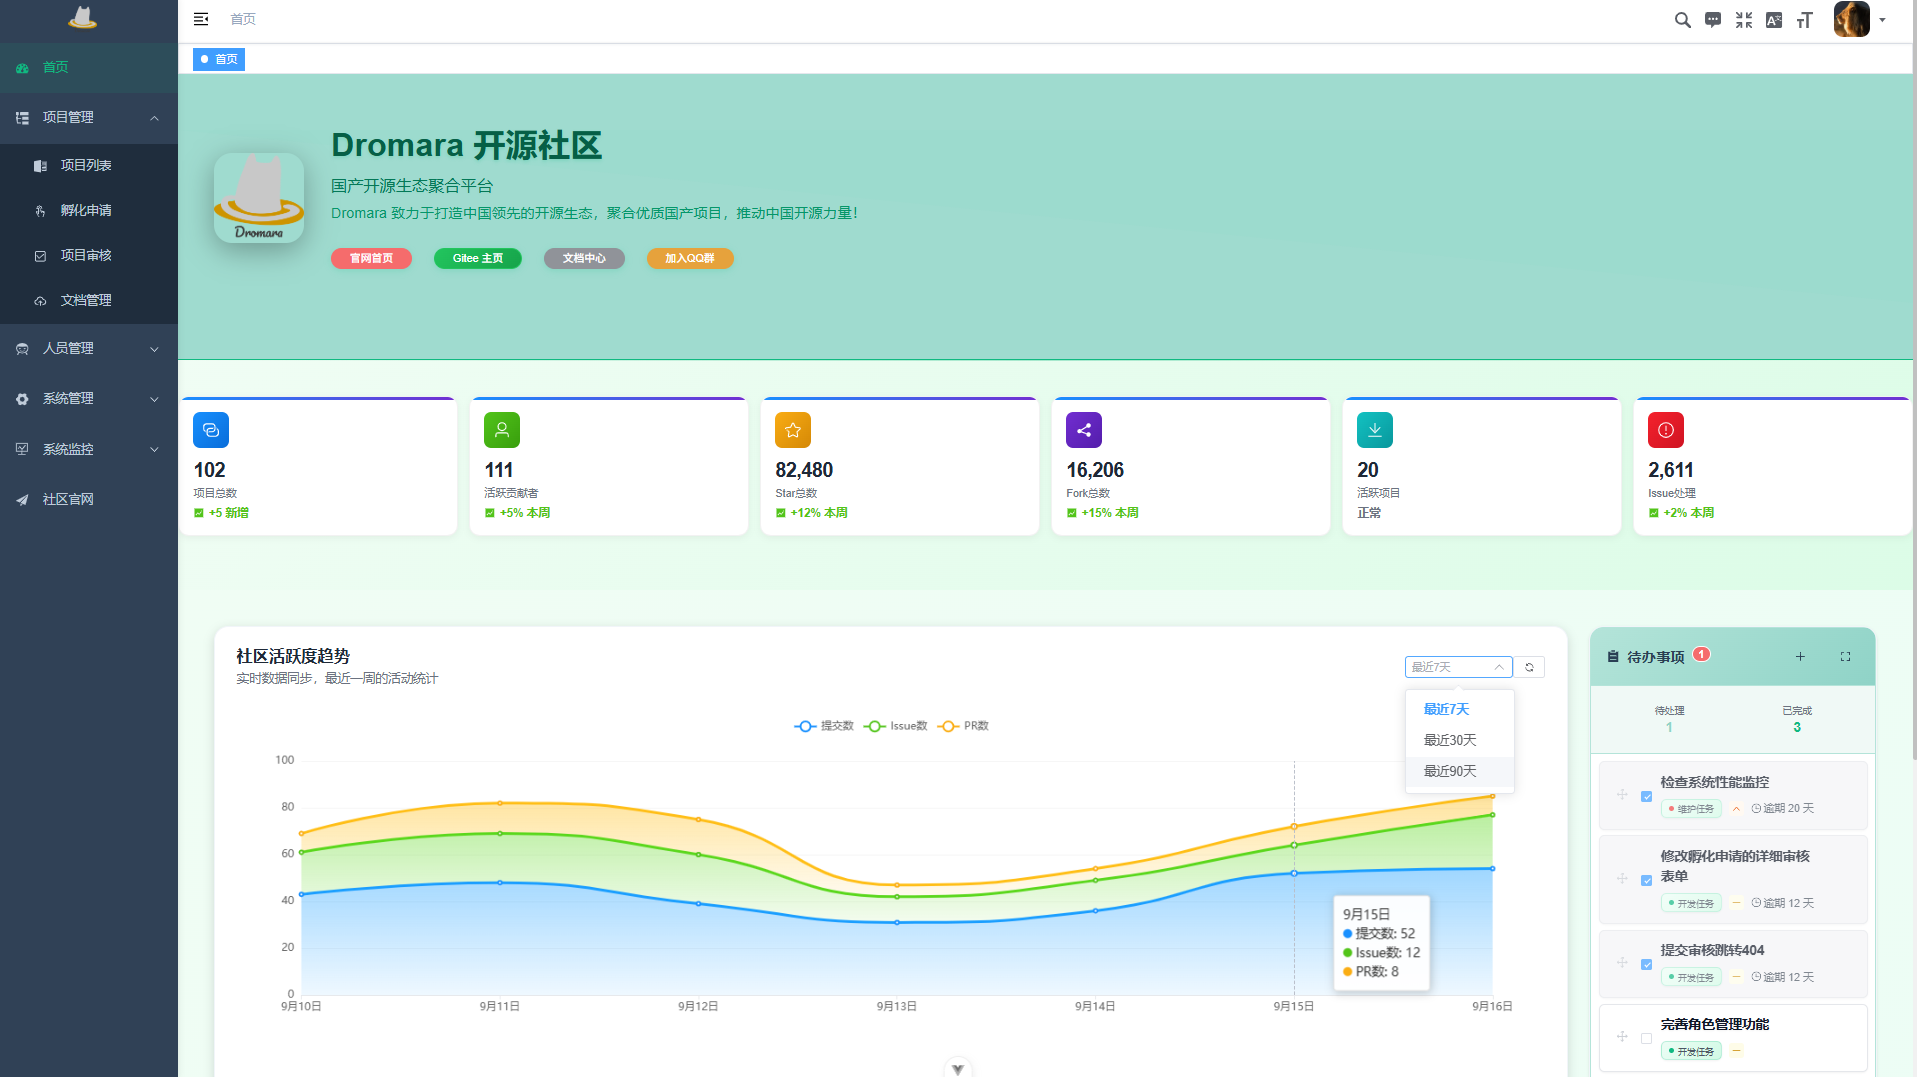 首页
项目管理
项目列表
孵化申请
项目审核
文档管理
人员管理
系统管理
系统监控
社区官网
首页
首页
Dromara
Dromara 开源社区
国产开源生态聚合平台
Dromara 致力于打造中国领先的开源生态，聚合优质国产项目，推动中国开源力量！
官网首页
Gitee 主页
文档中心
加入QQ群
102
项目总数
+5 新增
111
活跃贡献者
+5% 本周
82,480
Star总数
+12% 本周
16,206
Fork总数
+15% 本周
20
活跃项目
正常
2,611
Issue处理
+2% 本周
社区活跃度趋势
实时数据同步，最近一周的活动统计
最近7天
最近7天
最近30天
最近90天
提交数
Issue数
PR数
100
80
60
40
20
0
9月10日
9月11日
9月12日
9月13日
9月14日
9月15日
9月16日
9月15日
提交数: 52
Issue数: 12
PR数: 8
待办事项
1
待处理
1
已完成
3
检查系统性能监控
维护任务
逾期 20 天
修改孵化申请的详细审核
表单
开发任务
逾期 12 天
提交审核跳转404
开发任务
逾期 12 天
完善角色管理功能
开发任务